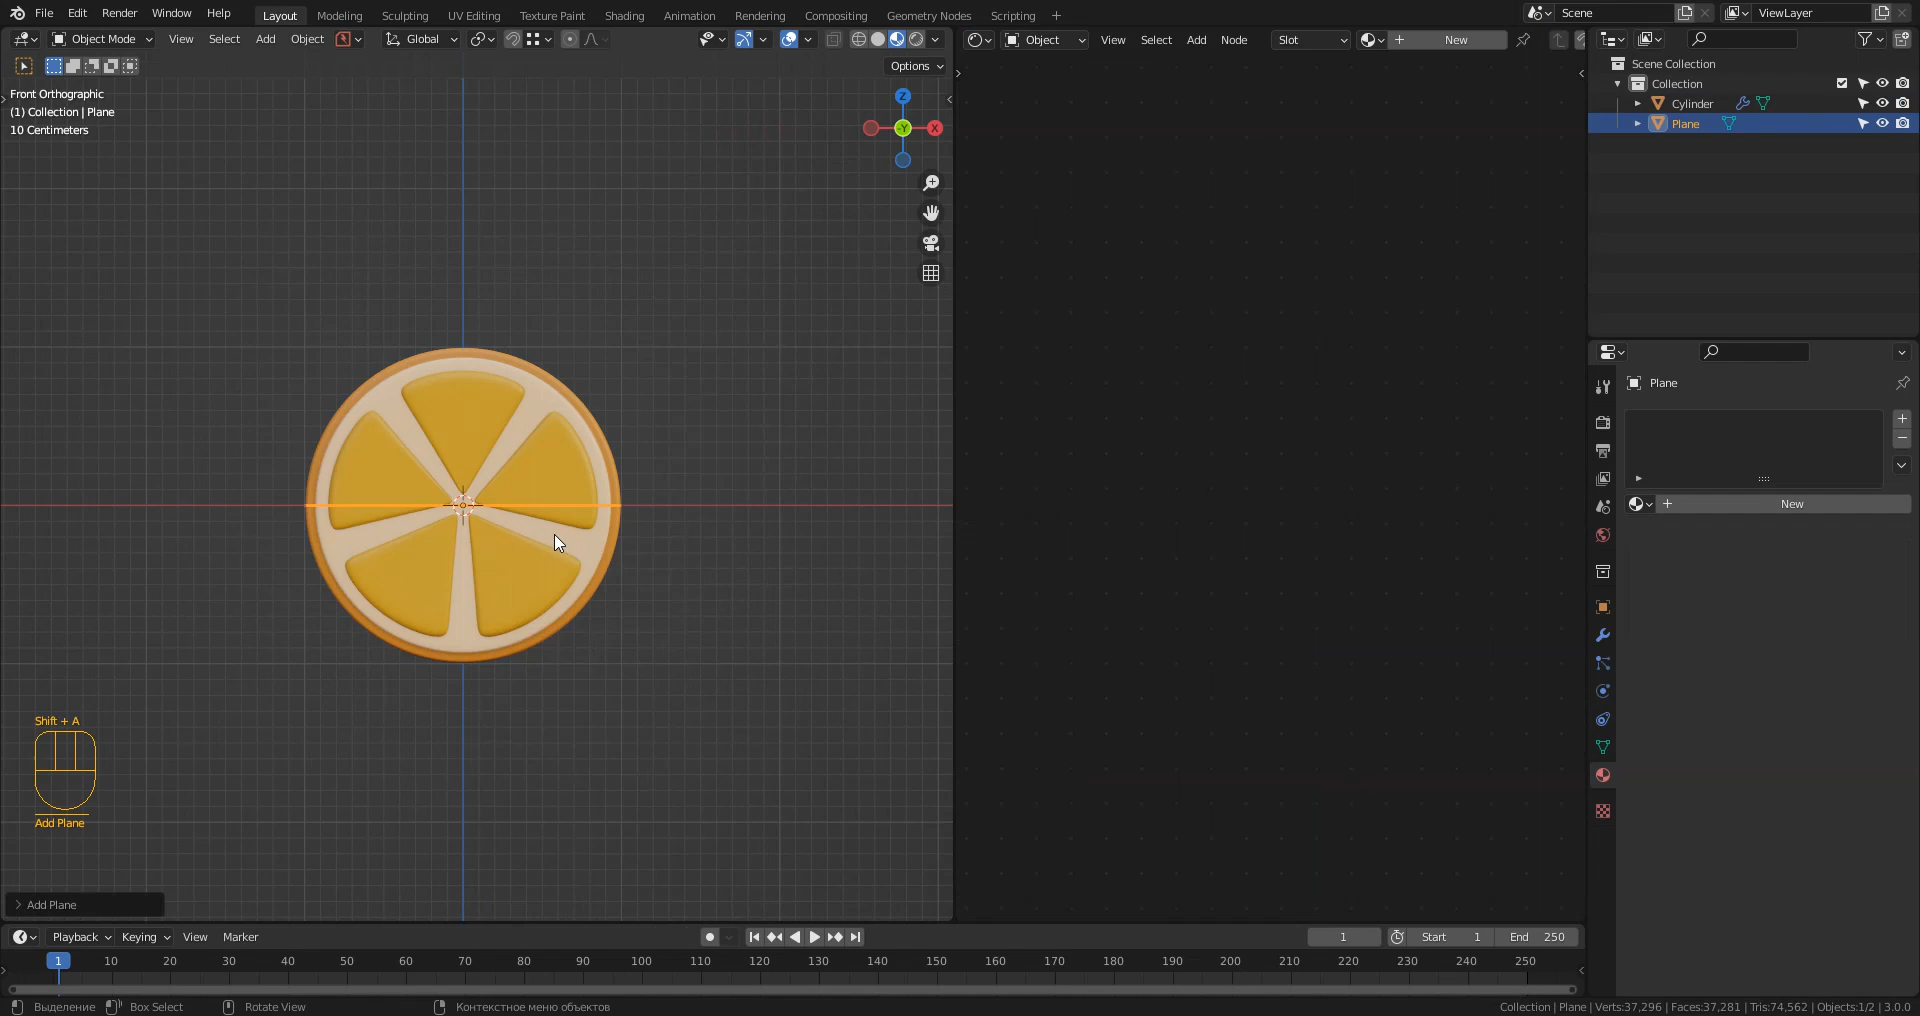 File Edit Render Window Help Layout Modeling Sculpting UV Editing Texture Paint Shading Animation Rendering Compositing Geometry Nodes Scripting + Scene ViewLayer
Object Mode View Select Add Object Global Object View Select Add Node Slot New
Options
Scene Collection
Collection
Cylinder
Plane
Front Orthographic
(1) Collection | Plane
10 Centimeters
Z
-Y
X
Plane
New
Shift + A
Add Plane
Add Plane
Playback Keying View Marker 1 Start 1 End 250
1 10 20 30 40 50 60 70 80 90 100 110 120 130 140 150 160 170 180 190 200 210 220 230 240 250
Выделение Box Select Rotate View Контекстное меню объектов Collection | Plane | Verts:37,296 | Faces:37,281 | Tris:74,562 | Objects:1/2 | 3.0.0